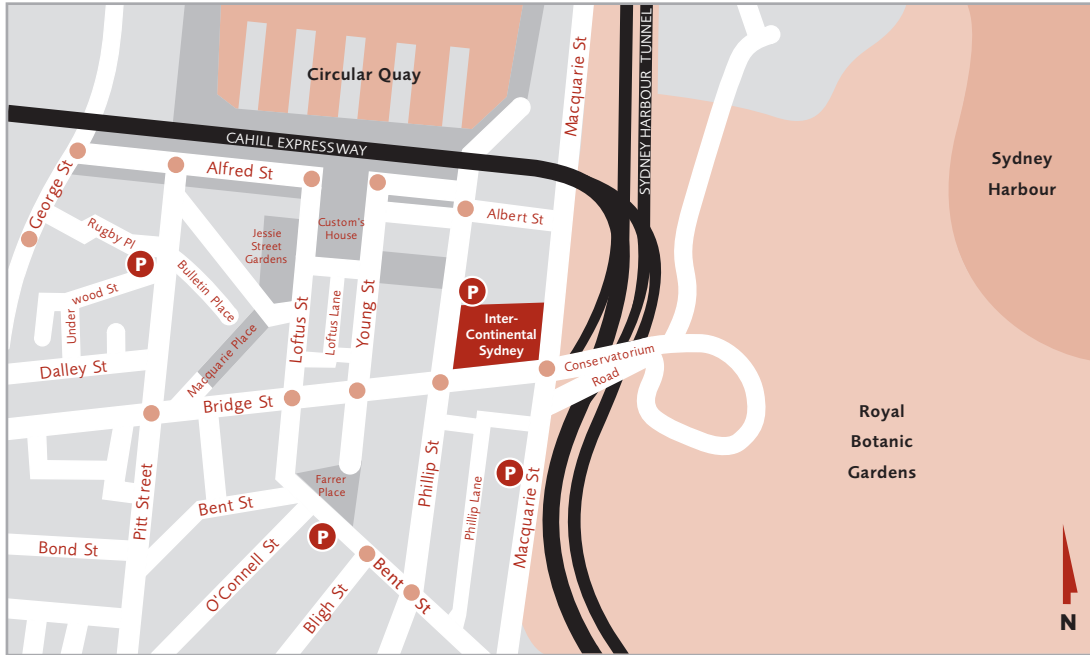 Circular Quay
Macquarie St
SYDNEY HARBOUR TUNNEL
CAHILL EXPRESSWAY
Sydney
Harbour
George St
Alfred St
Rugby Pl
Jessie
Street
Gardens
Custom's
House
Albert St
P
Bulletin Place
P
Under
wood St
Loftus St
Loftus Lane
Young St
Inter-
Continental
Sydney
Macquarie Place
Dalley St
Conservatorium
Road
Bridge St
Royal
Botanic
Gardens
Pitt Street
Phillip St
P
Farrer
Place
Phillip Lane
Macquarie St
Bent St
P
Bond St
O'Connell St
Bligh St
Bent St
N